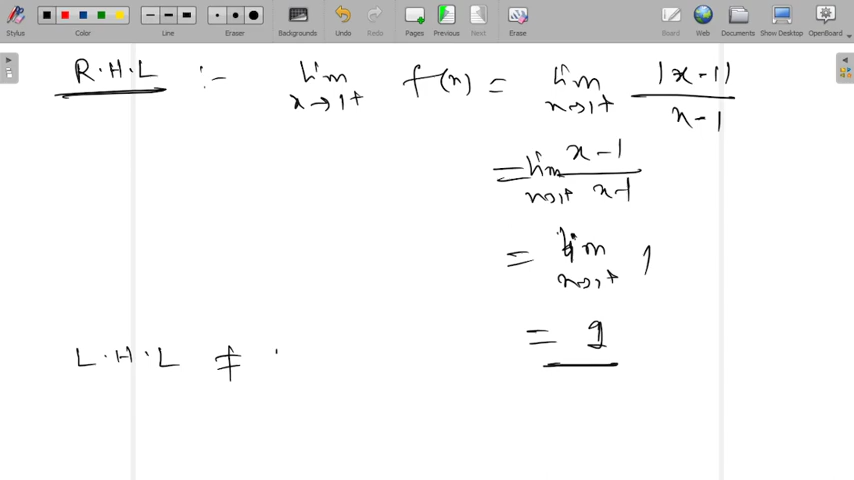 Stylus Color Line Eraser Backgrounds Undo Pages Previous Next Erase Board Web Documents Show Desktop OpenBoard
R.H.L :- lim x→1+ f(x) = lim x→1+ |x-1| / x-1
= lim x→1+ x-1 / x-1
= lim x→1+ 1
= 1
L.H.L ≠